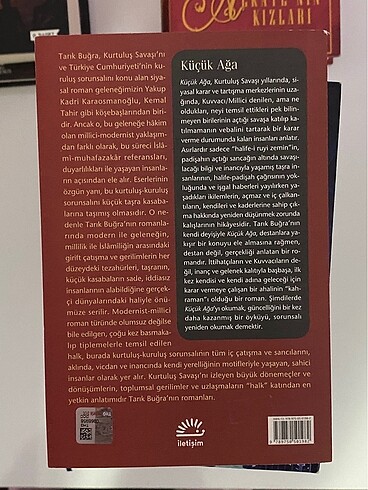 KIZLARI
Tarık Buğra, Kurtuluş Savaşı'nı
ve Türkiye Cumhuriyeti'nin ku-
ruluş sorunsalını konu alan siya-
sal roman geleneğimizin Yakup
Kadri Karaosmanoğlu, Kemal
Tahir gibi köşebaşlarından biri-
dir. Ancak o, bu geleneğe hâkim
olan millici-modernist yaklaşım-
dan farklı olarak, bu süreci İslâ-
mi-muhafazakâr referansları,
duyarlılıkları ile yaşayan insanla-
rın açısından ele alır. Eserlerinin
özgün yanı, bu kurtuluş-kuruluş
sorunsalını küçük taşra kasaba-
larına taşımış olmasıdır. O ne-
denle Tarık Buğra'nın romanla-
rında modern ile geleneğin,
millilik ile İslâmîliğin arasındaki
girift çatışma ve gerilimlerin her
düzeydeki tezahürleri, taşranın,
küçük kasabaların sade, iddiasız
insanlarının alabildiğine gerçek-
çi dünyalarındaki haliyle önü-
müze serilir. Modernist-millici
roman türünde olumsuz değilse
bile edilgen, çoğu kez basmaka-
lıp tiplemelerle temsil edilen
halk, burada kurtuluş-kuruluş sorunsalının tüm iç çatışma ve sancılarını,
aklında, vicdan ve inancında kendi yerelliğinin motifleriyle yaşayan, sahici
insanlar olarak yer alır. Kurtuluş Savaşı'nı izleyen büyük dönemeçler ve
dönüşümlerin, toplumsal gerilimler ve uzlaşmaların "halk" katından en
yetkin anlatımıdır Tarık Buğra'nın romanları.
Küçük Ağa
Küçük Ağa, Kurtuluş Savaşı yıllarında, si-
yasal karar ve tartışma merkezlerinin uza-
ğında, Kuvvacı/Millici denilen, ama ne
oldukları, neyi temsil ettikleri pek bilin-
meyen birilerinin açtığı savaşa katılıp ka-
tılmamanın vebalini tartarak bir karar
verme durumunda kalan insanları anlatır.
Asırlardır sadece "halife-i ruyi zemin"in,
padişahın açtığı sancağın altında savaşı-
lacağı bilgi ve inancıyla yaşamış taşra in-
sanlarının, halife-padişah çağrısının yok-
luğunda ve işgal haberleri yayılırken ya-
şadıkları ikilemlerin, açmaz ve iç çalkan-
tıların, kendileri ve kaderlerine sahip çık-
ma hakkında yeniden düşünmek zorunda
kalışlarının hikâyesidir. Tarık Buğra'nın
kendi deyişiyle Küçük Ağa, destanlara ya-
kışır bir konuyu ele almasına rağmen,
destan değil, gerçekliği anlatan bir ro-
mandır. İttihatçıların ve Kuvvacıların de-
ğil, inanç ve gelenek kalıtıyla başbaşa, ilk
kez kendisi ve kendi adına geleceği için
karar vermeye çalışan bir ahalinin "kah-
raman"ı olduğu bir roman. Şimdilerde
Küçük Ağa'yı okumak, güncelliğini bir kez
daha kazanmış bir öyküyü, sorunsalı
yeniden okumak demektir.
iletişim